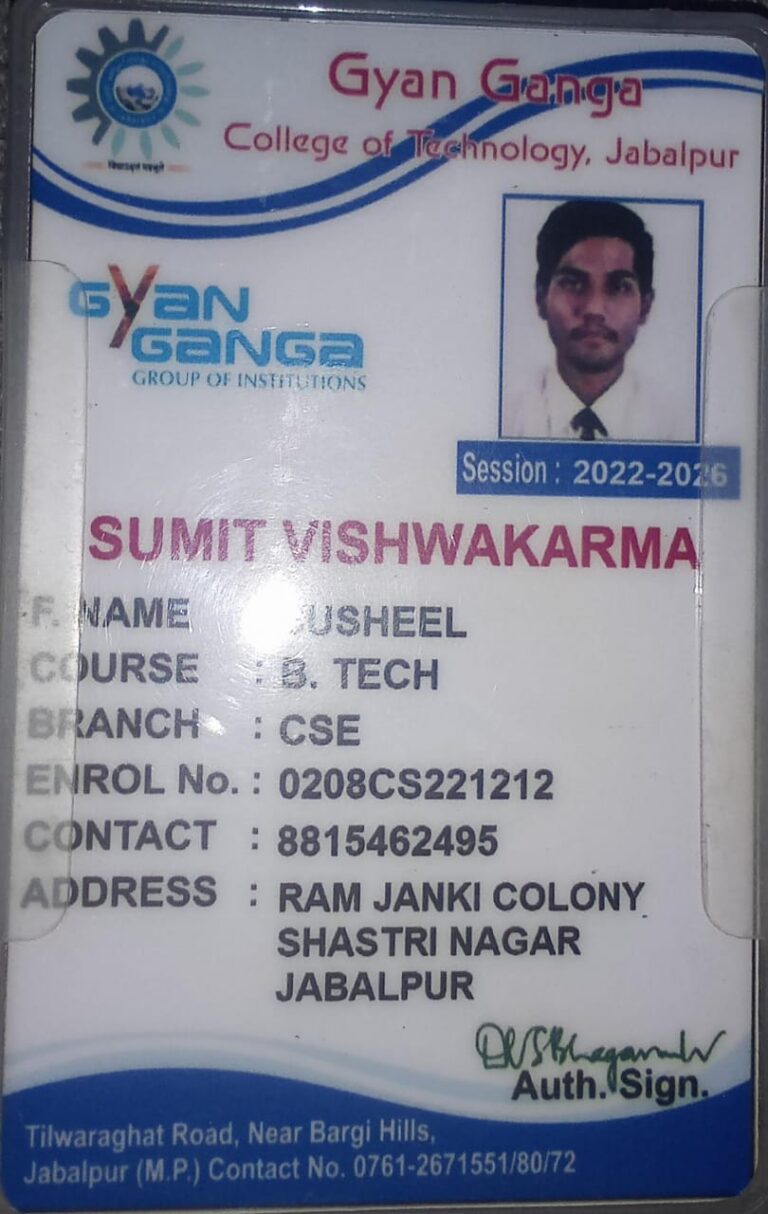 Gyan Ganga
College of Technology, Jabalpur
GYAN
GANGA
GROUP OF INSTITUTIONS
Session : 2022-2026
SUMIT VISHWAKARMA
F. NAME SUSHEEL
COURSE : B. TECH
BRANCH : CSE
ENROL No. : 0208CS221212
CONTACT : 8815462495
ADDRESS : RAM JANKI COLONY
SHASTRI NAGAR
JABALPUR
Auth. Sign.
Tilwaraghat Road, Near Bargi Hills,
Jabalpur (M.P.) Contact No. 0761-2671551/80/72